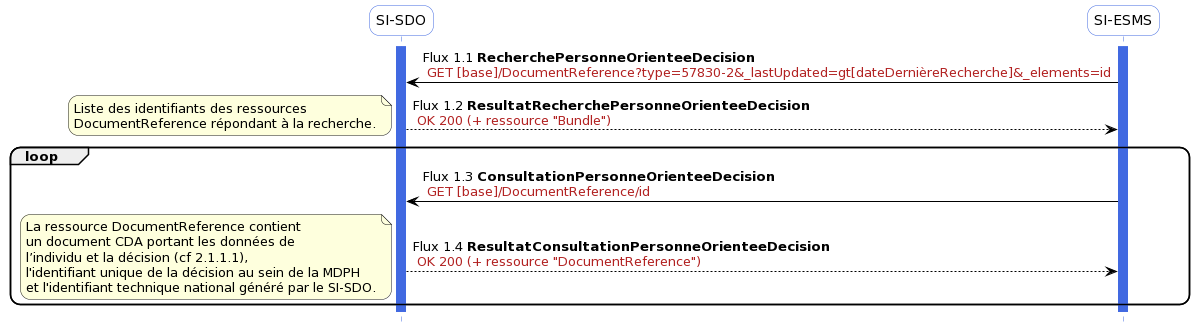 SI-SDO
SI-ESMS
Flux 1.1 RecherchePersonneOrienteeDecision
GET [base]/DocumentReference?type=57830-2&_lastUpdated=gt[dateDernièreRecherche]&_elements=id
Liste des identifiants des ressources
DocumentReference répondant à la recherche.
Flux 1.2 ResultatRecherchePersonneOrienteeDecision
OK 200 (+ ressource "Bundle")
loop
Flux 1.3 ConsultationPersonneOrienteeDecision
GET [base]/DocumentReference/id
La ressource DocumentReference contient
un document CDA portant les données de
l’individu et la décision (cf 2.1.1.1),
l'identifiant unique de la décision au sein de la MDPH
et l'identifiant technique national généré par le SI-SDO.
Flux 1.4 ResultatConsultationPersonneOrienteeDecision
OK 200 (+ ressource "DocumentReference")